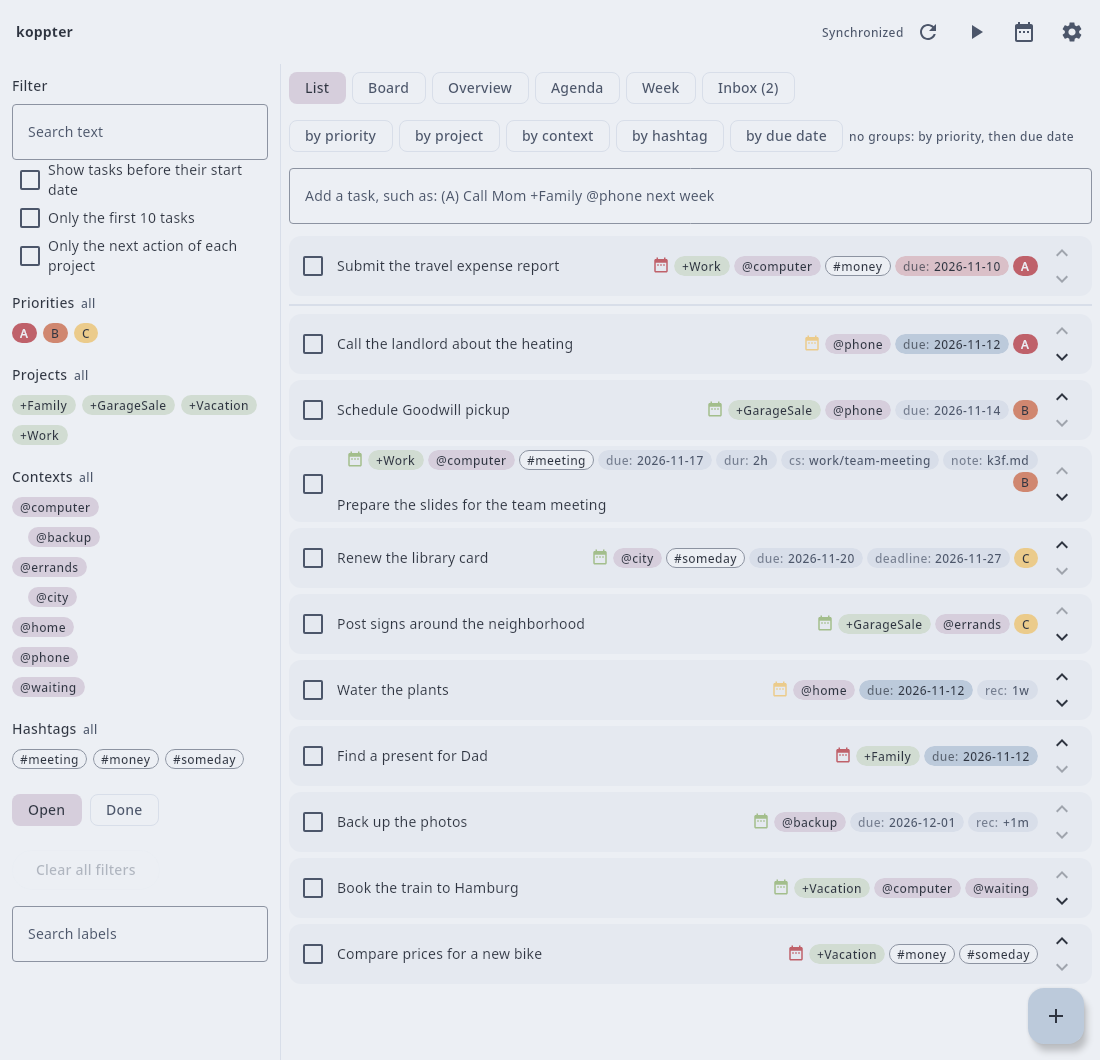 koppter
Synchronized
Filter
Search text
Show tasks before their start
date
Only the first 10 tasks
Only the next action of each
project
Priorities all
A B C
Projects all
+Family +GarageSale +Vacation
+Work
Contexts all
@computer
@backup
@errands
@city
@home
@phone
@waiting
Hashtags all
#meeting #money #someday
Open Done
Clear all filters
Search labels
List Board Overview Agenda Week Inbox (2)
by priority by project by context by hashtag by due date no groups: by priority, then due date
Add a task, such as: (A) Call Mom +Family @phone next week
Submit the travel expense report +Work @computer #money due: 2026-11-10 A
Call the landlord about the heating @phone due: 2026-11-12 A
Schedule Goodwill pickup +GarageSale @phone due: 2026-11-14 B
+Work @computer #meeting due: 2026-11-17 dur: 2h cs: work/team-meeting note: k3f.md
B
Prepare the slides for the team meeting
Renew the library card @city #someday due: 2026-11-20 deadline: 2026-11-27 C
Post signs around the neighborhood +GarageSale @errands C
Water the plants @home due: 2026-11-12 rec: 1w
Find a present for Dad +Family due: 2026-11-12
Back up the photos @backup due: 2026-12-01 rec: +1m
Book the train to Hamburg +Vacation @computer @waiting
Compare prices for a new bike +Vacation #money #someday